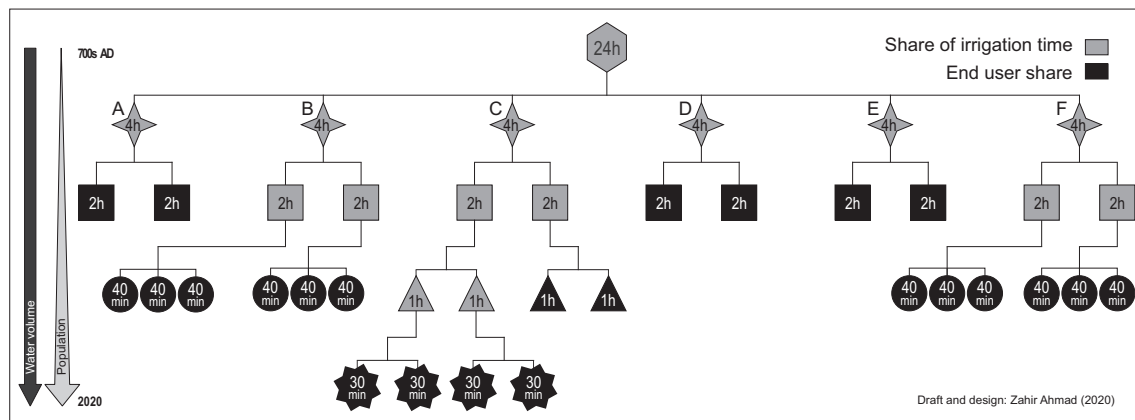 700s AD
24h
Share of irrigation time
End user share
A B C D E F
4h 4h 4h 4h 4h 4h
2h 2h 2h 2h 2h 2h 2h 2h 2h 2h 2h 2h
40 40 40 40 40 40 40 40 40 40 40 40
min min min min min min min min min min min min
1h 1h 1h 1h
30 30 30 30
min min min min
Water volume
Population
2020
Draft and design: Zahir Ahmad (2020)